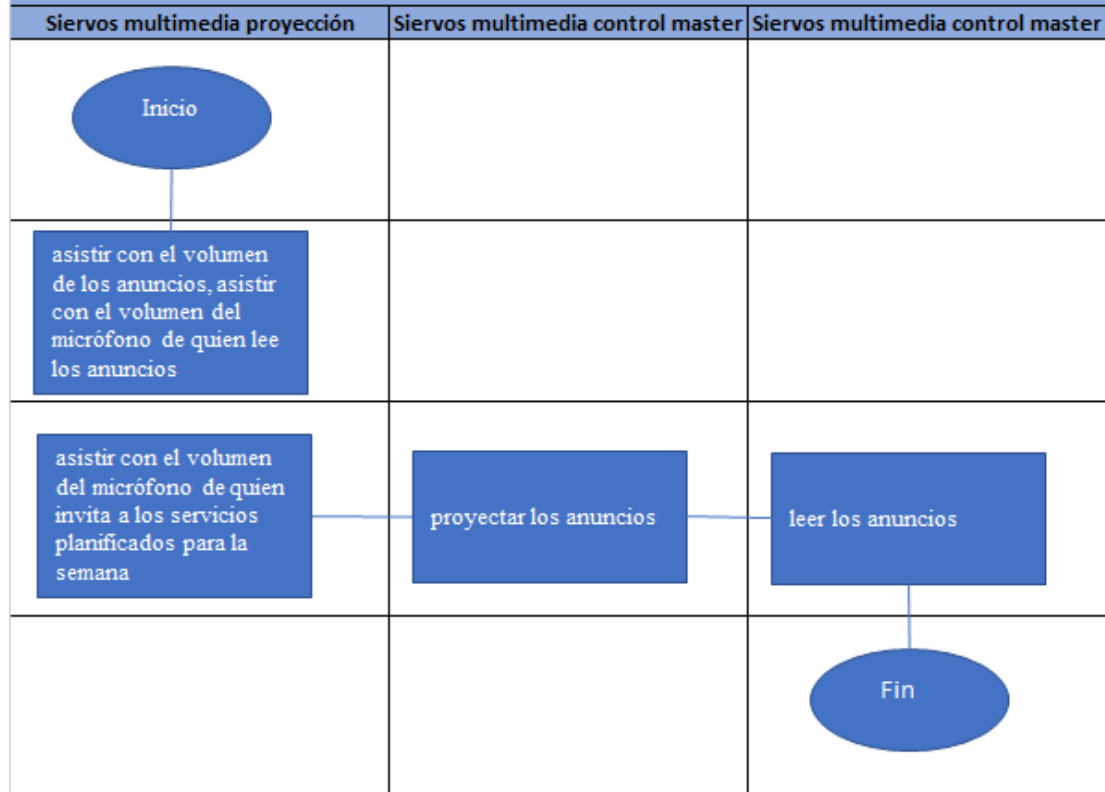 Siervos multimedia proyección
Siervos multimedia control master
Siervos multimedia control master
Inicio
asistir con el volumen
de los anuncios, asistir
con el volumen del
micrófono de quien lee
los anuncios
asistir con el volumen
del micrófono de quien
invita a los servicios
planificados para la
semana
proyectar los anuncios
leer los anuncios
Fin